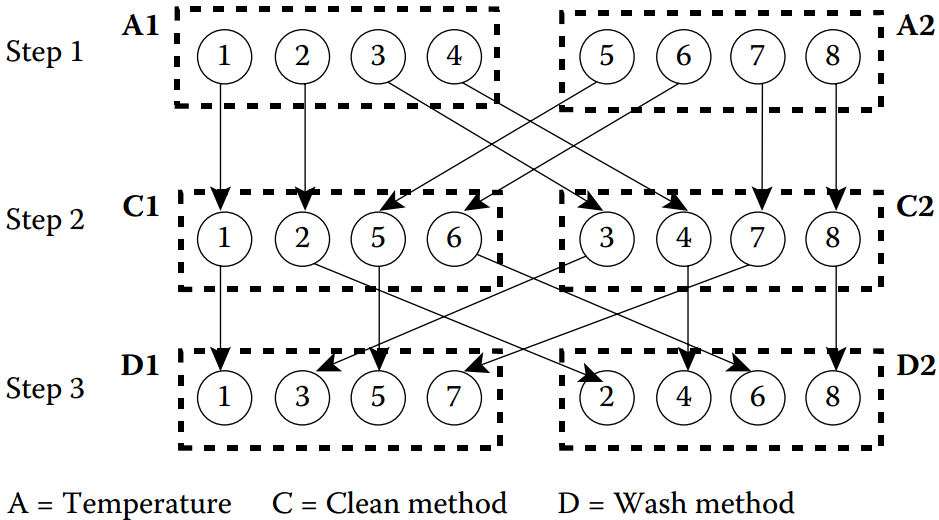 A1 A2
Step 1 1 2 3 4 5 6 7 8
C1 C2
Step 2 1 2 5 6 3 4 7 8
D1 D2
Step 3 1 3 5 7 2 4 6 8
A = Temperature C = Clean method D = Wash method